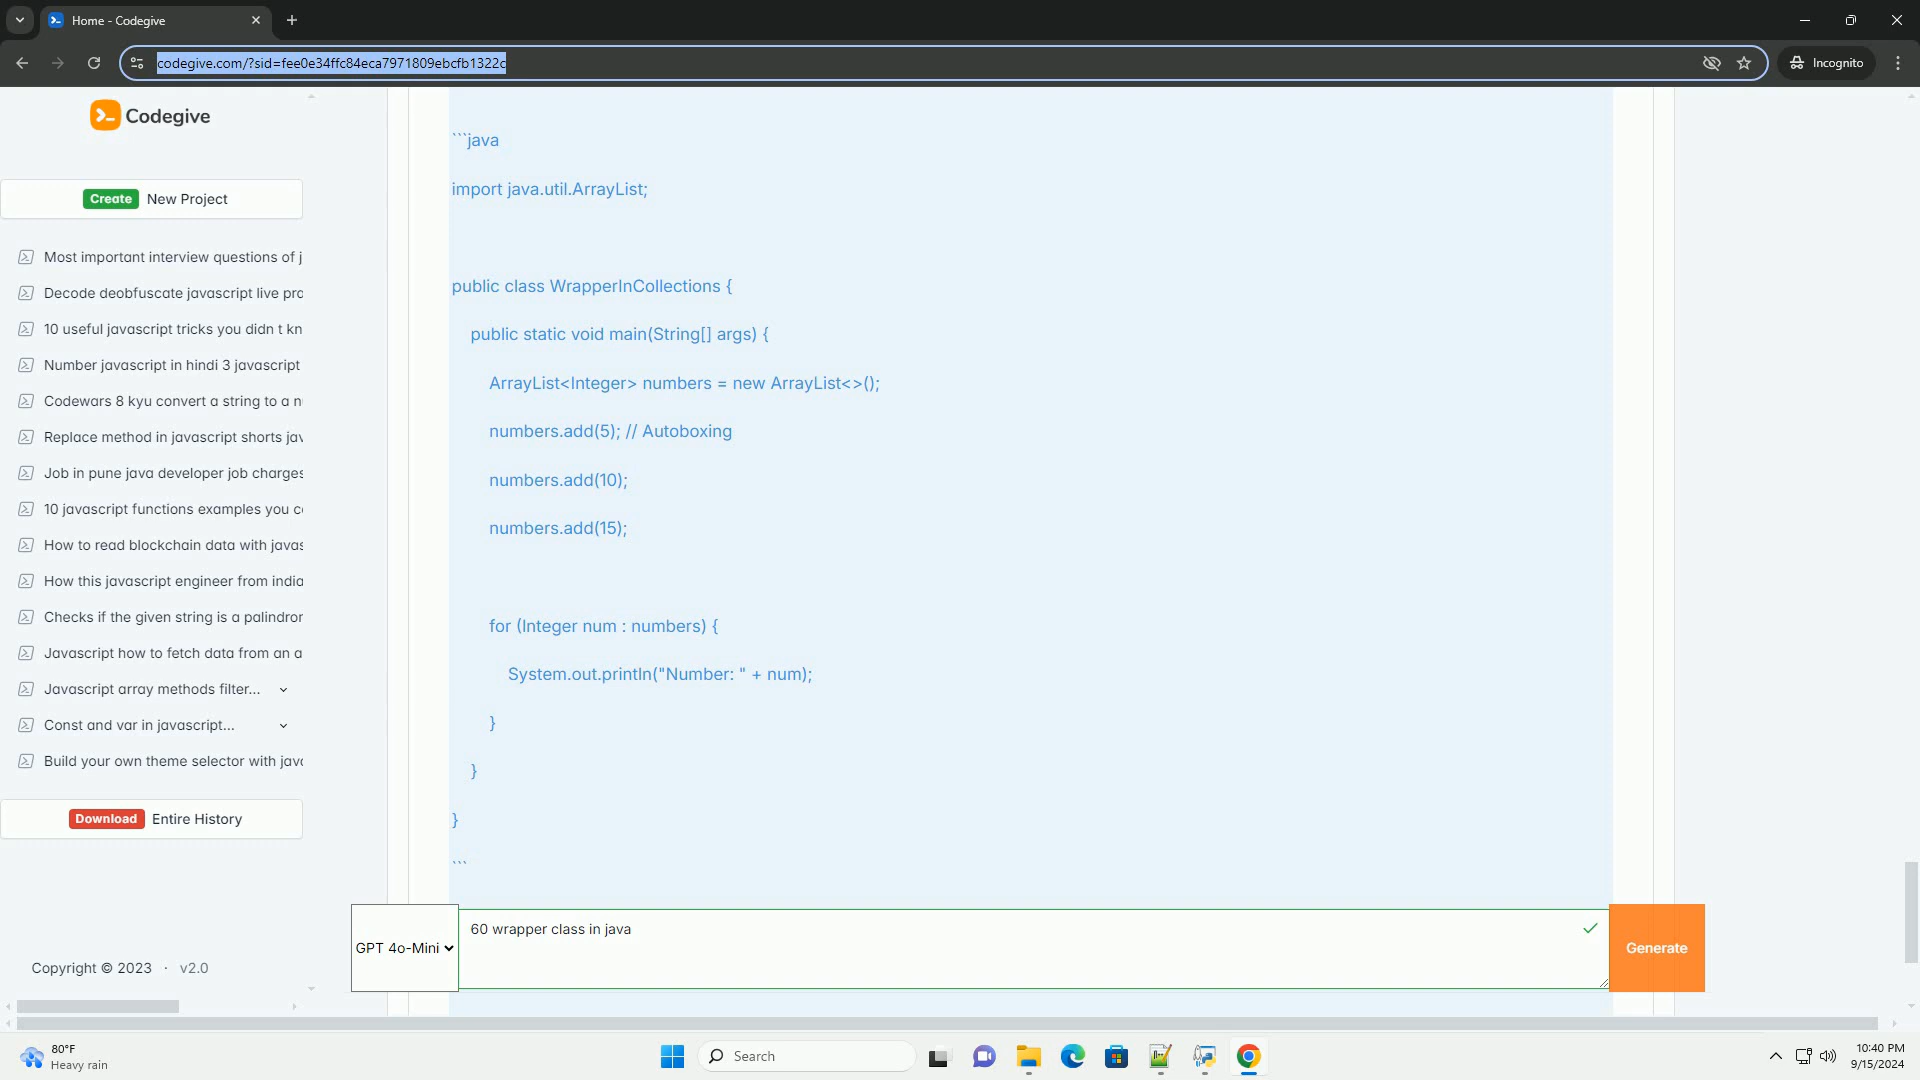 Home - Codegive
codegive.com/?sid=fee0e34ffc84eca7971809ebcfb1322c
Incognito
Codegive
Create New Project
Most important interview questions of j
Decode deobfuscate javascript live pra
10 useful javascript tricks you didn t kn
Number javascript in hindi 3 javascript
Codewars 8 kyu convert a string to a n
Replace method in javascript shorts jav
Job in pune java developer job charges
10 javascript functions examples you c
How to read blockchain data with javas
How this javascript engineer from india
Checks if the given string is a palindror
Javascript how to fetch data from an a
Javascript array methods filter...
Const and var in javascript...
Build your own theme selector with java
Download Entire History
Copyright © 2023 · v2.0
```java
import java.util.ArrayList;
public class WrapperInCollections {
public static void main(String[] args) {
ArrayList<Integer> numbers = new ArrayList<>();
numbers.add(5); // Autoboxing
numbers.add(10);
numbers.add(15);
for (Integer num : numbers) {
System.out.println("Number: " + num);
}
}
}
```
GPT 4o-Mini
60 wrapper class in java
Generate
80°F
Heavy rain
Search
10:40 PM
9/15/2024